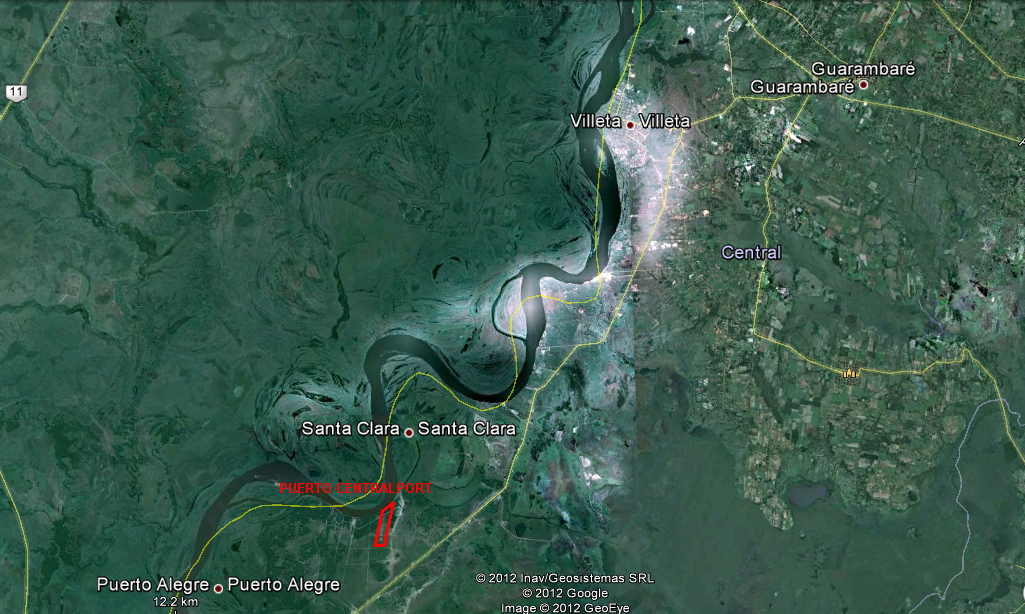 Guarambaré
11
Guarambaré
Villeta Villeta
Central
Santa Clara Santa Clara
PUERTO CENTRALPORT
Puerto Alegre Puerto Alegre
12.2 km
© 2012 Inav/Geosistemas SRL
© 2012 Google
Image © 2012 GeoEye